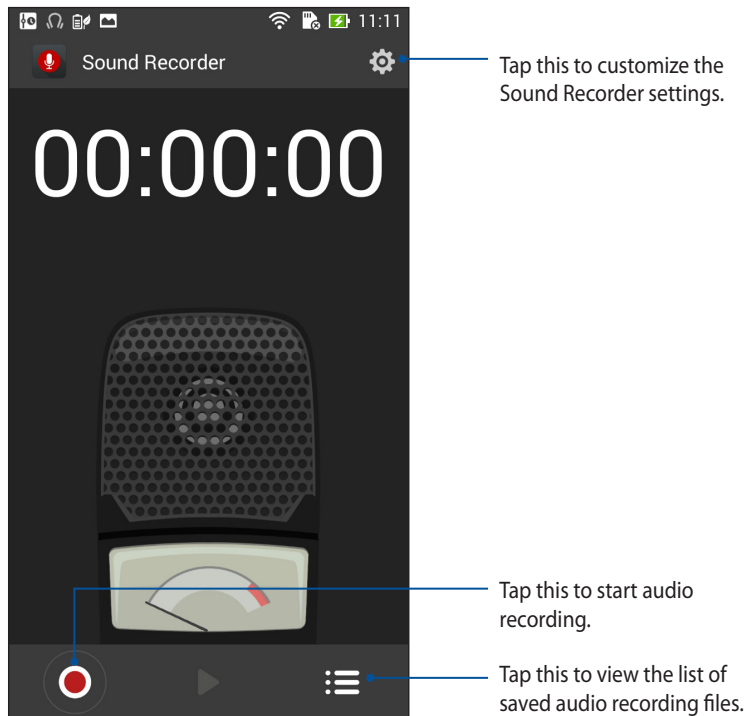 11:11
Sound Recorder
Tap this to customize the
Sound Recorder settings.
00:00:00
Tap this to start audio
recording.
Tap this to view the list of
saved audio recording files.